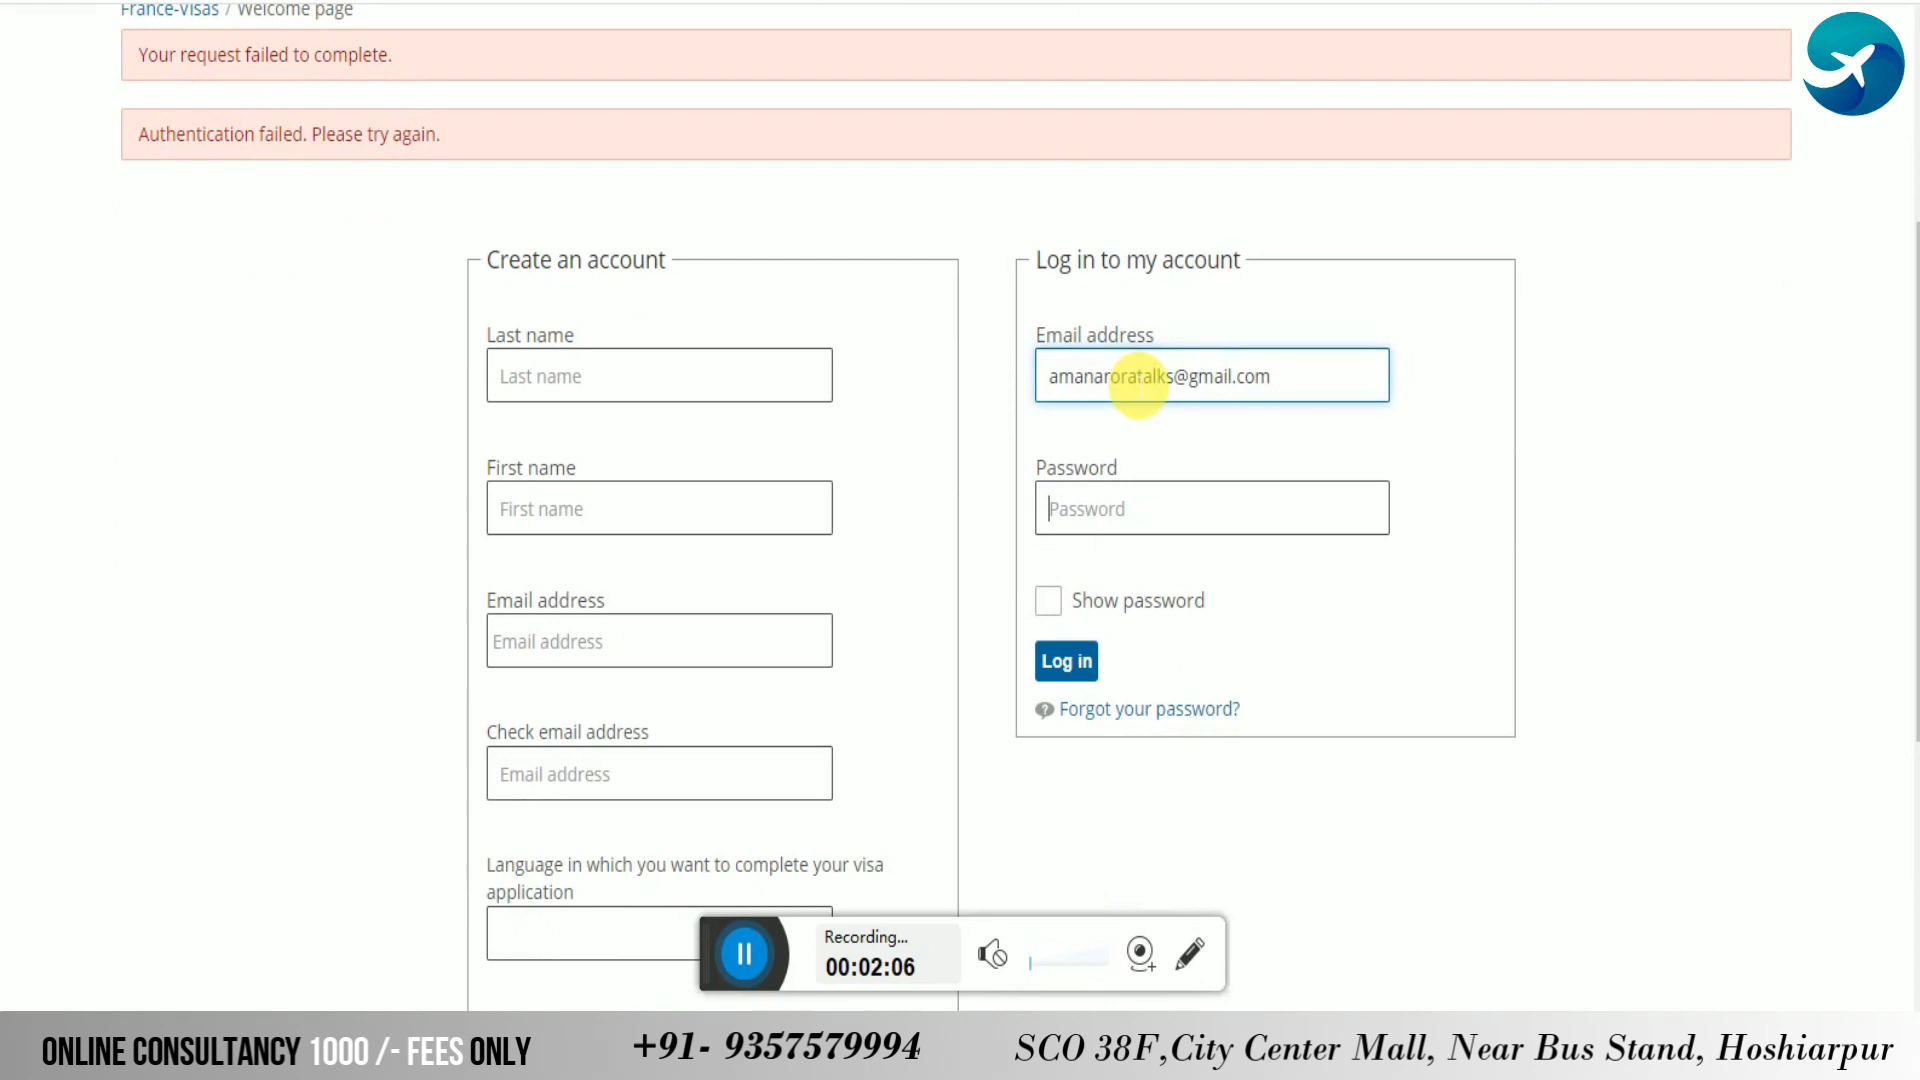 France-Visas / Welcome page
Your request failed to complete.
Authentication failed. Please try again.
Create an account
Last name
Last name
First name
First name
Email address
Email address
Check email address
Email address
Language in which you want to complete your visa
application
Log in to my account
Email address
amanaroratalks@gmail.com
Password
Password
Show password
Log in
? Forgot your password?
Recording...
00:02:06
ONLINE CONSULTANCY 1000 /- FEES ONLY
+91- 9357579994
SCO 38F,City Center Mall, Near Bus Stand, Hoshiarpur